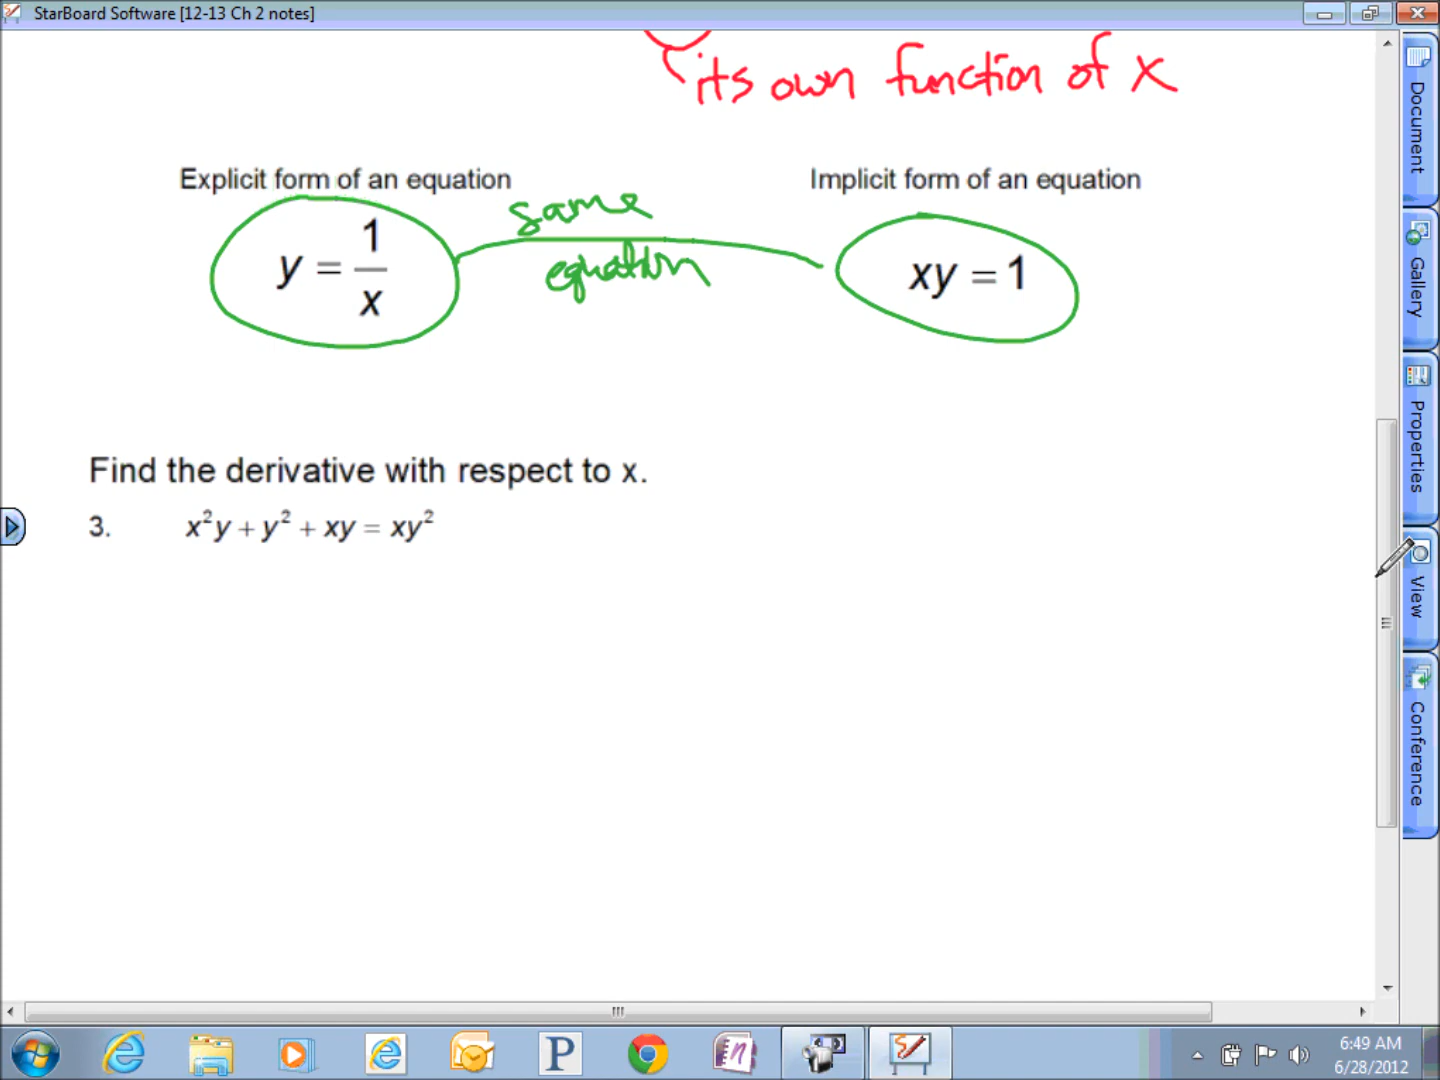 StarBoard Software [12-13 Ch 2 notes]
its own function of x
Explicit form of an equation
Implicit form of an equation
same
equation
y = 1/x
xy = 1
Find the derivative with respect to x.
3. x²y + y² + xy = xy²
Document
Gallery
Properties
View
Conference
6:49 AM
6/28/2012